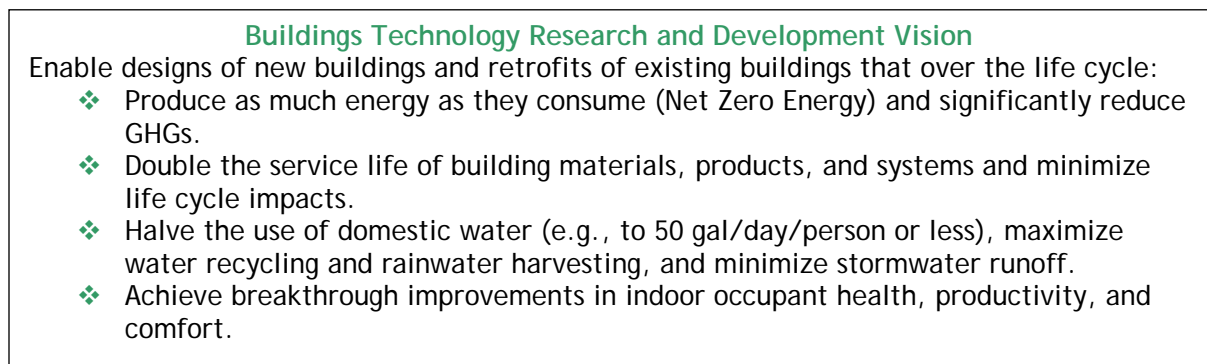 Buildings Technology Research and Development Vision
Enable designs of new buildings and retrofits of existing buildings that over the life cycle:
❖ Produce as much energy as they consume (Net Zero Energy) and significantly reduce
GHGs.
❖ Double the service life of building materials, products, and systems and minimize
life cycle impacts.
❖ Halve the use of domestic water (e.g., to 50 gal/day/person or less), maximize
water recycling and rainwater harvesting, and minimize stormwater runoff.
❖ Achieve breakthrough improvements in indoor occupant health, productivity, and
comfort.